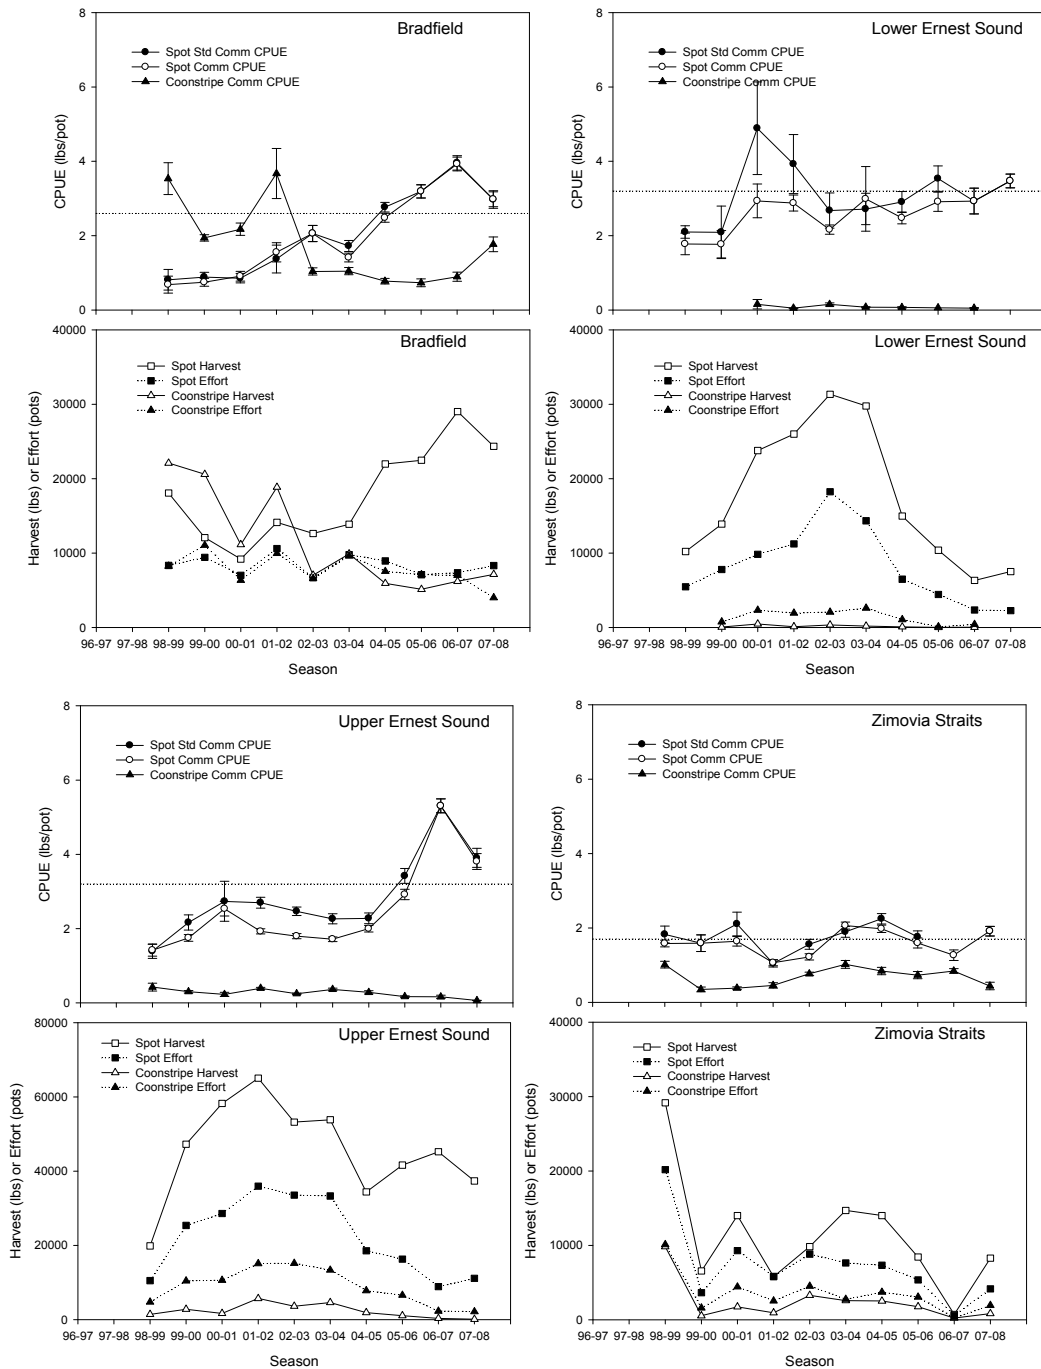 Bradfield
Spot Std Comm CPUE
Spot Comm CPUE
Coonstripe Comm CPUE
CPUE (lbs/pot)
8
6
4
2
0
Lower Ernest Sound
Spot Std Comm CPUE
Spot Comm CPUE
Coonstripe Comm CPUE
CPUE (lbs/pot)
8
6
4
2
0
Bradfield
Spot Harvest
Spot Effort
Coonstripe Harvest
Coonstripe Effort
Harvest (lbs) or Effort (pots)
40000
30000
20000
10000
0
96-97 97-98 98-99 99-00 00-01 01-02 02-03 03-04 04-05 05-06 06-07 07-08
Season
Lower Ernest Sound
Spot Harvest
Spot Effort
Coonstripe Harvest
Coonstripe Effort
Harvest (lbs) or Effort (pots)
40000
30000
20000
10000
0
96-97 97-98 98-99 99-00 00-01 01-02 02-03 03-04 04-05 05-06 06-07 07-08
Season
Upper Ernest Sound
Spot Std Comm CPUE
Spot Comm CPUE
Coonstripe Comm CPUE
CPUE (lbs/pot)
8
6
4
2
0
Zimovia Straits
Spot Std Comm CPUE
Spot Comm CPUE
Coonstripe Comm CPUE
CPUE (lbs/pot)
8
6
4
2
0
Upper Ernest Sound
Spot Harvest
Spot Effort
Coonstripe Harvest
Coonstripe Effort
Harvest (lbs) or Effort (pots)
80000
60000
40000
20000
0
96-97 97-98 98-99 99-00 00-01 01-02 02-03 03-04 04-05 05-06 06-07 07-08
Season
Zimovia Straits
Spot Harvest
Spot Effort
Coonstripe Harvest
Coonstripe Effort
Harvest (lbs) or Effort (pots)
40000
30000
20000
10000
0
96-97 97-98 98-99 99-00 00-01 01-02 02-03 03-04 04-05 05-06 06-07 07-08
Season